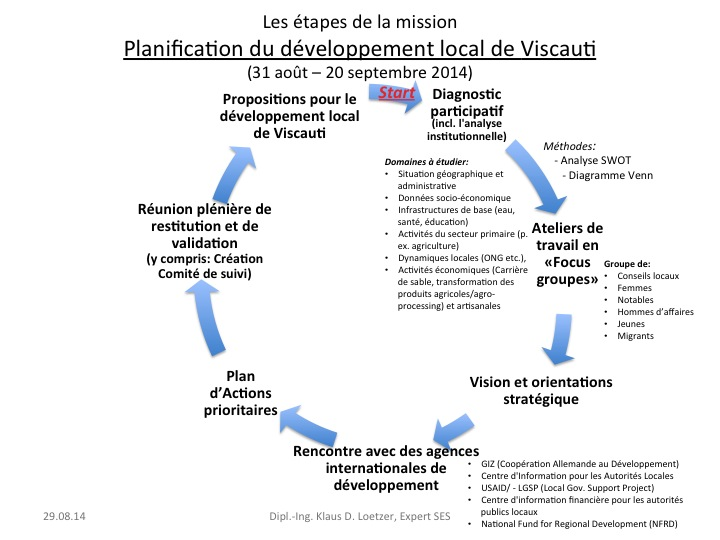 Les étapes de la mission
Planification du développement local de Viscauti
(31 août – 20 septembre 2014)
Start
Diagnostic
participatif
(incl. l'analyse
institutionnelle)
Méthodes:
- Analyse SWOT
- Diagramme Venn
Domaines à étudier:
• Situation géographique et
administrative
• Données socio-économique
• Infrastructures de base (eau,
santé, éducation)
• Activités du secteur primaire (p.
ex. agriculture)
• Dynamiques locales (ONG etc.),
• Activités économiques (Carrière
de sable, transformation des
produits agricoles/agro-
processing) et artisanales
Ateliers de
travail en
«Focus
groupes»
Groupe de:
• Conseils locaux
• Femmes
• Notables
• Hommes d’affaires
• Jeunes
• Migrants
Vision et orientations
stratégique
Rencontre avec des agences
internationales de
développement
• GIZ (Coopération Allemande au Développement)
• Centre d’Information pour les Autorités Locales
• USAID/ - LGSP (Local Gov. Support Project)
• Centre d’information financière pour les autorités
publics locaux
• National Fund for Regional Development (NFRD)
Plan
d’Actions
prioritaires
Réunion plénière de
restitution et de
validation
(y compris: Création
Comité de suivi)
Propositions pour le
développement local
de Viscauti
29.08.14
Dipl.-Ing. Klaus D. Loetzer, Expert SES